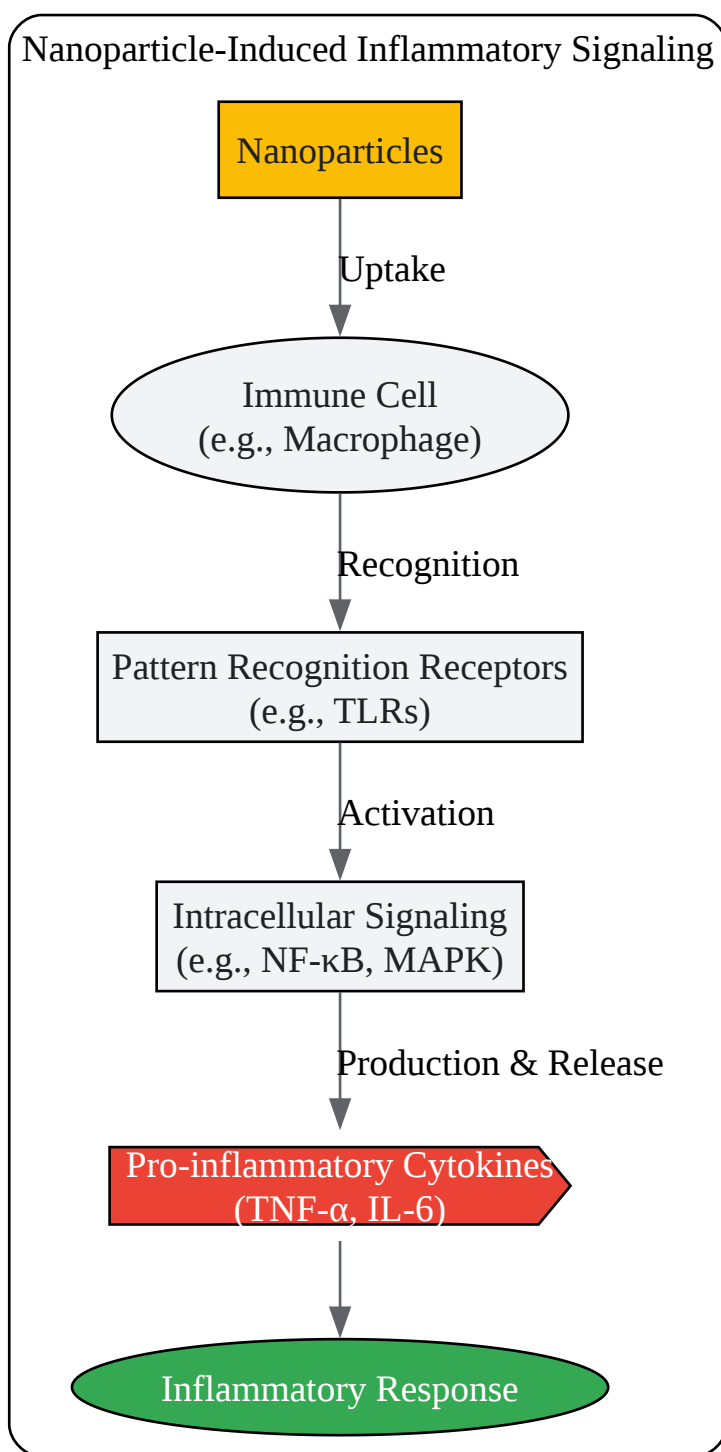 Nanoparticle-Induced Inflammatory Signaling
Nanoparticles
Uptake
Immune Cell
(e.g., Macrophage)
Recognition
Pattern Recognition Receptors
(e.g., TLRs)
Activation
Intracellular Signaling
(e.g., NF-κB, MAPK)
Production & Release
Pro-inflammatory Cytokines
(TNF-α, IL-6)
Inflammatory Response